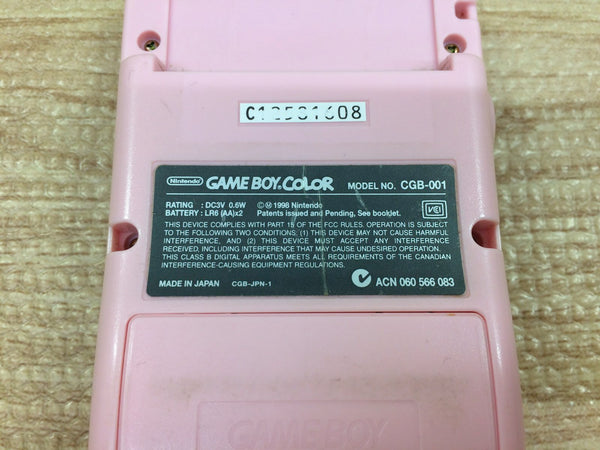 Nintendo GAME BOY COLOR MODEL NO. CGB-001
RATING : DC3V 0.6W
BATTERY : LR6 (AA)x2
©Ⓜ 1998 Nintendo
Patents issued and Pending, See booklet.
VCI
THIS DEVICE COMPLIES WITH PART 15 OF THE FCC RULES. OPERATION IS SUBJECT
TO THE FOLLOWING TWO CONDITIONS, (1) THIS DEVICE MAY NOT CAUSE HARMFUL
INTERFERENCE, AND (2) THIS DEVICE MUST ACCEPT ANY INTERFERENCE
RECEIVED, INCLUDING INTERFERENCE THAT MAY CAUSE UNDESIRED OPERATION.
THIS CLASS B DIGITAL APPARATUS MEETS ALL REQUIREMENTS OF THE CANADIAN
INTERFERENCE-CAUSING EQUIPMENT REGULATIONS.
MADE IN JAPAN CGB-JPN-1 ACN 060 566 083
GAME BOY